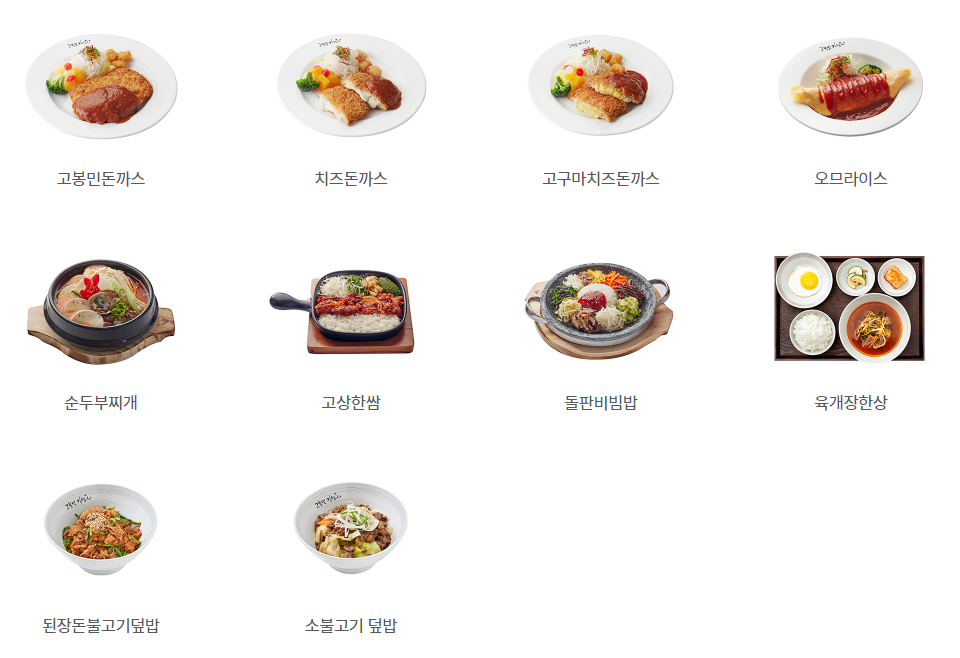 고봉민돈까스
치즈돈까스
고구마치즈돈까스
오므라이스
순두부찌개
고상한쌈
돌판비빔밥
육개장한상
된장돈불고기덮밥
소불고기 덮밥